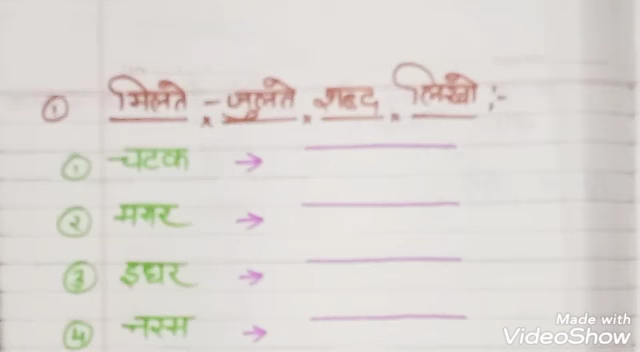 ① मिलते - जुलते शब्द लिखो :-
① चटक →
② मगर →
③ इधर →
④ नरम →
Made with
VideoShow